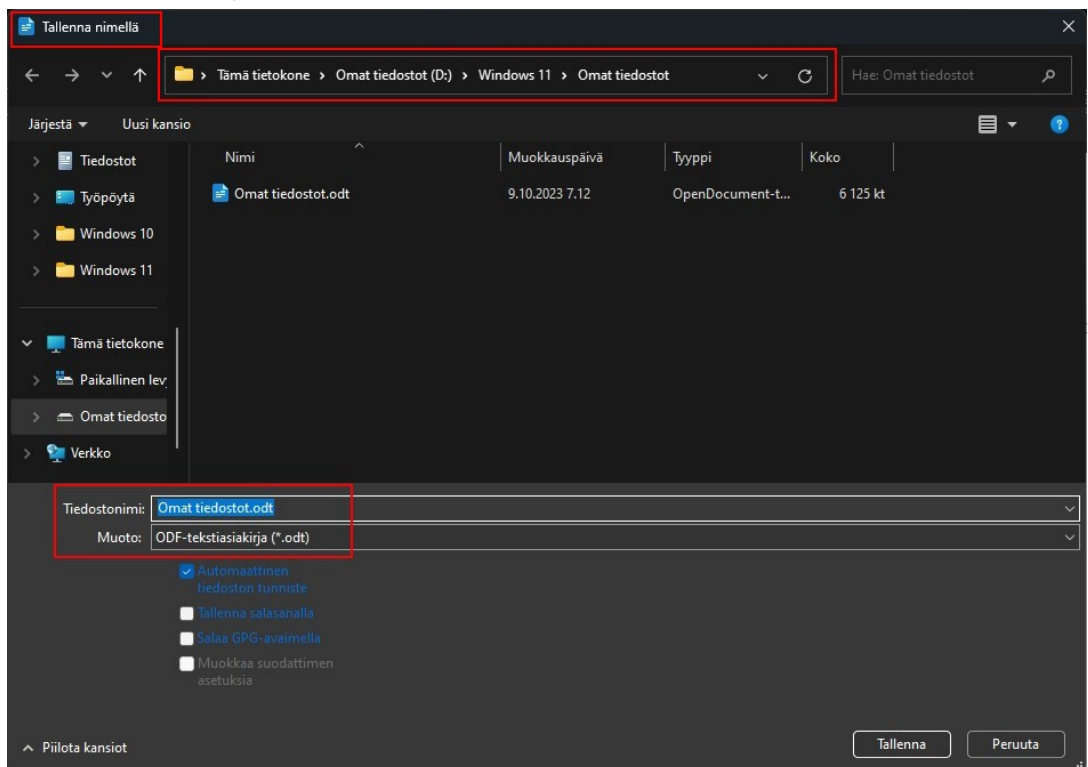 Tallenna nimellä
Tämä tietokone > Omat tiedostot (D:) > Windows 11 > Omat tiedostot
Hae: Omat tiedostot
Järjestä
Uusi kansio
Nimi
Muokkauspäivä
Tyyppi
Koko
Omat tiedostot.odt
9.10.2023 7.12
OpenDocument-t...
6 125 kt
Tiedostot
Työpöytä
Windows 10
Windows 11
Tämä tietokone
Paikallinen levy
Omat tiedosto
Verkko
Tiedostonimi: Omat tiedostot.odt
Muoto: ODF-tekstiasiakirja (*.odt)
Automaattinen
tiedoston tunniste
Tallenna salasanalla
Salaa GPG-avaimella
Muokkaa suodattimen
asetuksia
Piilota kansiot
Tallenna
Peruuta